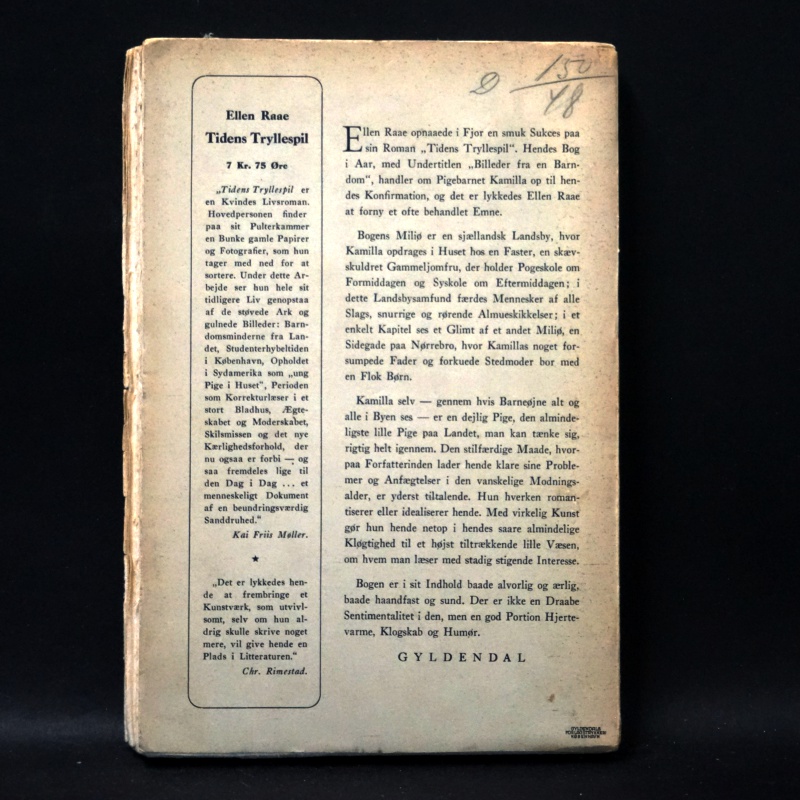 D 150
48
Ellen Raae
Tidens Tryllespil
7 Kr. 75 Øre
„Tidens Tryllespil er
en Kvindes Livsroman.
Hovedpersonen finder
paa sit Pulterkammer
en Bunke gamle Papirer
og Fotografier, som hun
tager med ned for at
sortere. Under dette Ar-
bejde ser hun hele sit
tidligere Liv genopstaa
af de støvede Ark og
gulnede Billeder: Barn-
domsminderne fra Lan-
det, Studenterhybeltiden
i København, Opholdet
i Sydamerika som „ung
Pige i Huset", Perioden
som Korrekturlæser i et
stort Bladhus, Ægte-
skabet og Moderskabet,
Skilsmissen og det nye
Kærlighedsforhold, der
nu ogsaa er forbi — og
saa fremdeles lige til
den Dag i Dag ... et
menneskeligt Dokument
af en beundringsværdig
Sanddruhed."
Kai Friis Møller.
★
„Det er lykkedes hen-
de at frembringe et
Kunstværk, som utvivl-
somt, selv om hun al-
drig skulle skrive noget
mere, vil give hende en
Plads i Litteraturen."
Chr. Rimestad.
Ellen Raae opnaaede i Fjor en smuk Sukces paa
sin Roman „Tidens Tryllespil". Hendes Bog
i Aar, med Undertitlen „Billeder fra en Barn-
dom", handler om Pigebarnet Kamilla op til hen-
des Konfirmation, og det er lykkedes Ellen Raae
at forny et ofte behandlet Emne.
Bogens Miljø er en sjællandsk Landsby, hvor
Kamilla opdrages i Huset hos en Faster, en skæv-
skuldret Gammeljomfru, der holder Pogeskole om
Formiddagen og Syskole om Eftermiddagen; i
dette Landsbysamfund færdes Mennesker af alle
Slags, snurrige og rørende Almueskikkelser; i et
enkelt Kapitel ses et Glimt af et andet Miljø, en
Sidegade paa Nørrebro, hvor Kamillas noget for-
sumpede Fader og forkuede Stedmoder bor med
en Flok Børn.
Kamilla selv — gennem hvis Barneøjne alt og
alle i Byen ses — er en dejlig Pige, den alminde-
ligste lille Pige paa Landet, man kan tænke sig,
rigtig helt igennem. Den stilfærdige Maade, hvor-
paa Forfatterinden lader hende klare sine Proble-
mer og Anfægtelser i den vanskelige Modnings-
alder, er yderst tiltalende. Hun hverken roman-
tiserer eller idealiserer hende. Med virkelig Kunst
gør hun hende netop i hendes saare almindelige
Kløgtighed til et højst tiltrækkende lille Væsen,
om hvem man læser med stadig stigende Interesse.
Bogen er i sit Indhold baade alvorlig og ærlig,
baade haandfast og sund. Der er ikke en Draabe
Sentimentalitet i den, men en god Portion Hjerte-
varme, Klogskab og Humør.
GYLDENDAL
GYLDENDALS
FORLAGSTRYKKERI
KØBENHAVN